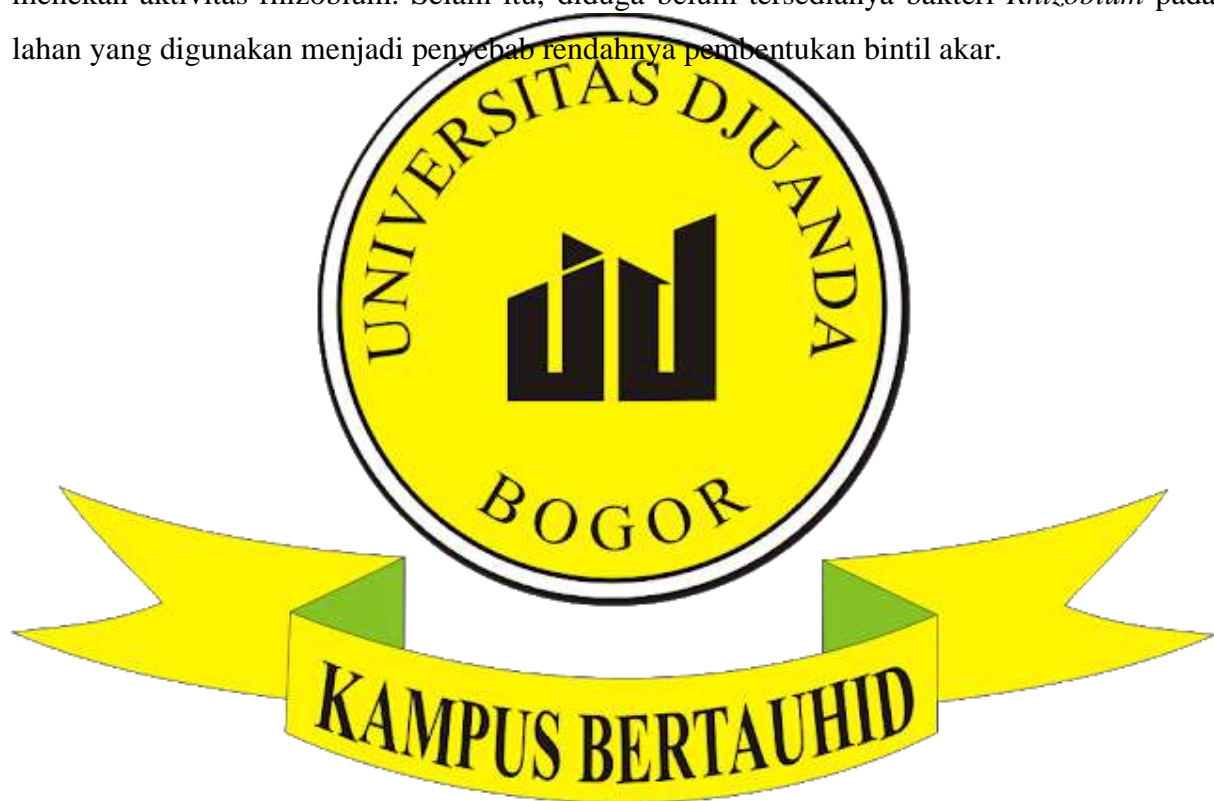 menekan aktivitas rhizobium. Selain itu, diduga belum tersedianya bakteri Rhizobium pada
lahan yang digunakan menjadi penyebab rendahnya pembentukan bintil akar.
UNIVERSITAS DJUANDA
BOGOR
KAMPUS BERTAUHID